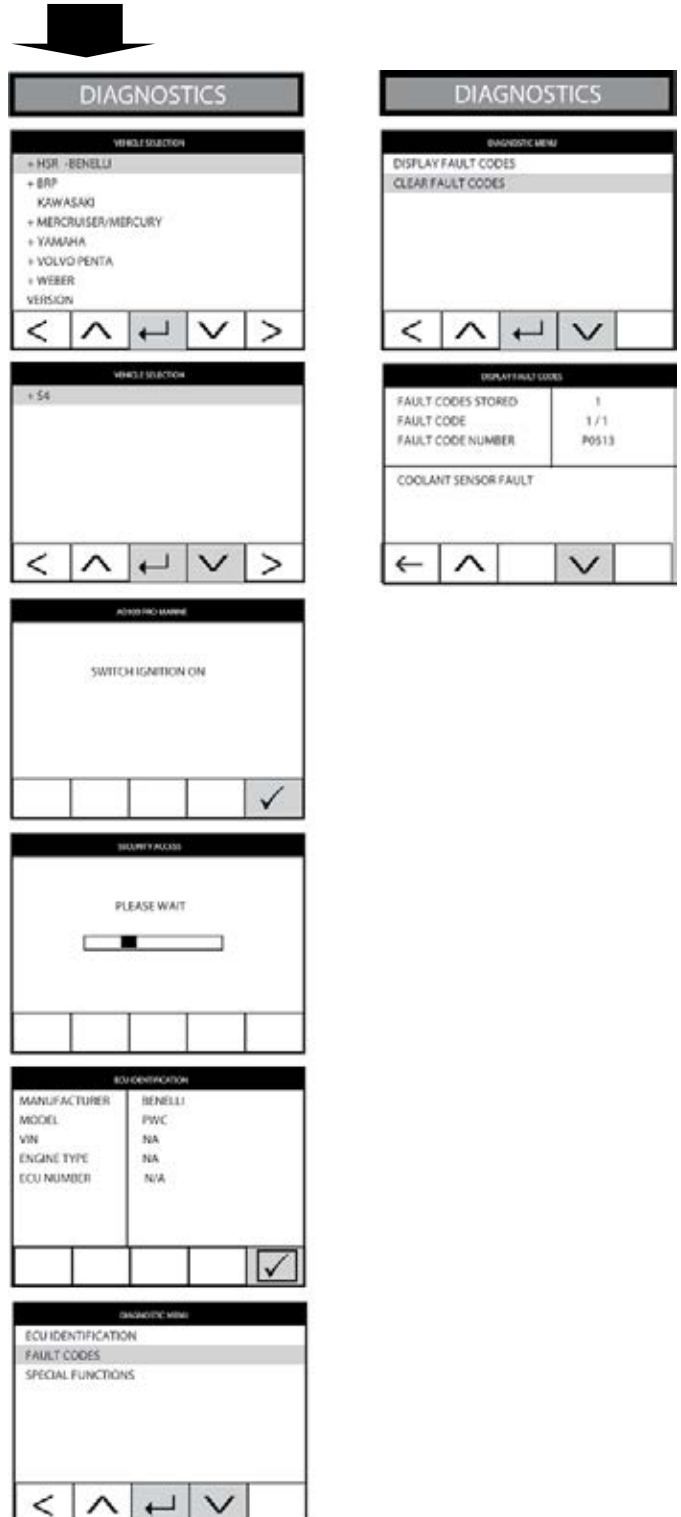 DIAGNOSTICS
VEHICLE SELECTION
+ HSR -BENELLI
+ BRP
KAWASAKI
+ MERCRUISER/MERCURY
+ YAMAHA
+ VOLVO PENTA
+ WEBER
VERSION
VEHICLE SELECTION
+ S4
AD100 PRO MARINE
SWITCH IGNITION ON
SECURITY ACCESS
PLEASE WAIT
ECU IDENTIFICATION
MANUFACTURER BENELLI
MODEL PWC
VIN NA
ENGINE TYPE NA
ECU NUMBER N/A
DIAGNOSTIC MENU
ECU IDENTIFICATION
FAULT CODES
SPECIAL FUNCTIONS
DIAGNOSTICS
DIAGNOSTIC MENU
DISPLAY FAULT CODES
CLEAR FAULT CODES
DISPLAY FAULT CODES
FAULT CODES STORED 1
FAULT CODE 1 / 1
FAULT CODE NUMBER P0513
COOLANT SENSOR FAULT